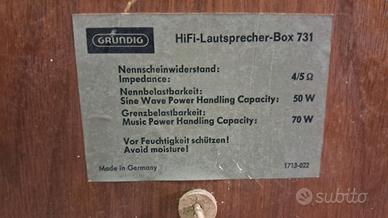 GRUNDIG HiFi-Lautsprecher-Box 731
Nennscheinwiderstand:
Impedance: 4/5 Ω
Nennbelastbarkeit:
Sine Wave Power Handling Capacity: 50 W
Grenzbelastbarkeit:
Music Power Handling Capacity: 70 W
Vor Feuchtigkeit schützen!
Avoid moisture!
Made in Germany 1713-022
subito